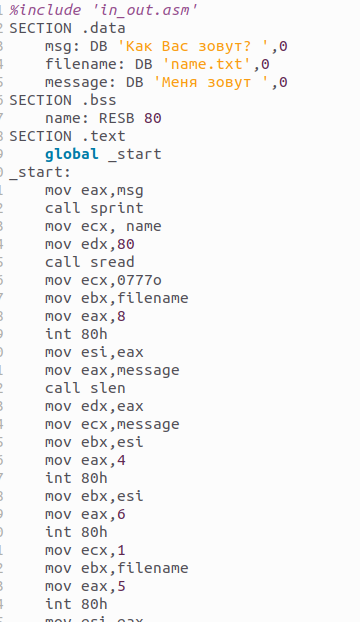 %include 'in_out.asm'
SECTION .data
msg: DB 'Как Вас зовут? ',0
filename: DB 'name.txt',0
message: DB 'Меня зовут ',0
SECTION .bss
name: RESB 80
SECTION .text
global _start
_start:
mov eax,msg
call sprint
mov ecx, name
mov edx,80
call sread
mov ecx,0777o
mov ebx,filename
mov eax,8
int 80h
mov esi,eax
mov eax,message
call slen
mov edx,eax
mov ecx,message
mov ebx,esi
mov eax,4
int 80h
mov ebx,esi
mov eax,6
int 80h
mov ecx,1
mov ebx,filename
mov eax,5
int 80h
mov esi,eax